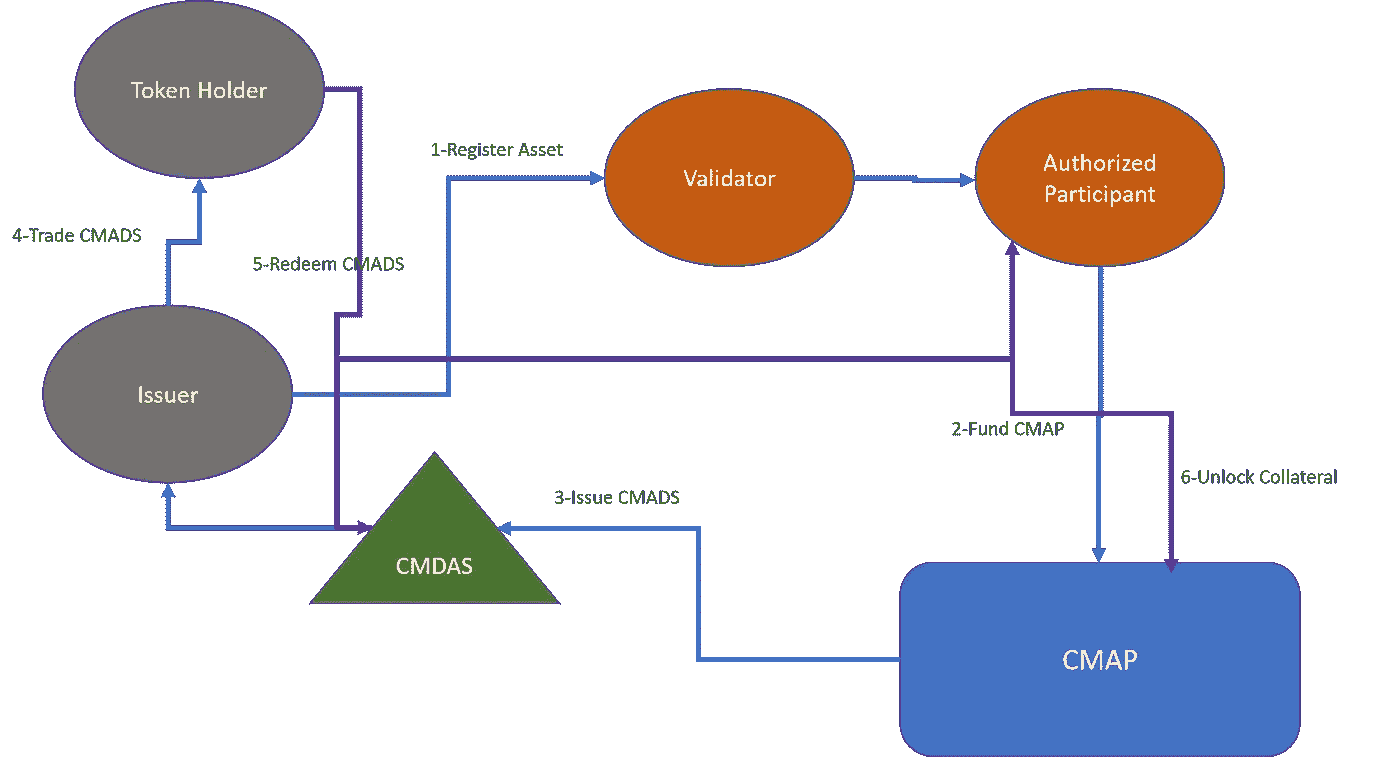 Token Holder
1-Register Asset
Validator
Authorized
Participant
4-Trade CMADS
5-Redeem CMADS
Issuer
2-Fund CMAP
6-Unlock Collateral
3-Issue CMADS
CMDAS
CMAP